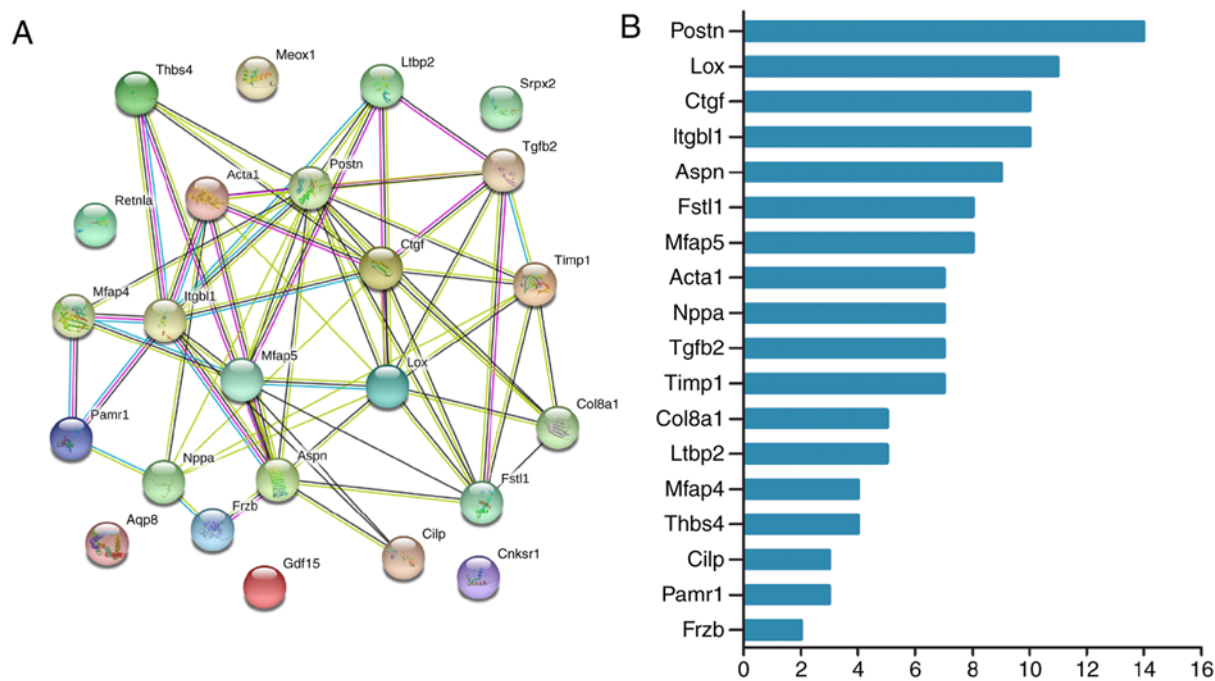 A
Meox1
Thbs4
Ltbp2
Srpx2
Tgfb2
Postn
Acta1
Retnla
Ctgf
Timp1
Mfap4
Itgbl1
Mfap5
Lox
Col8a1
Pamr1
Nppa
Aspn
Fstl1
Frzb
Aqp8
Cilp
Cnksr1
Gdf15
B
Postn
Lox
Ctgf
Itgbl1
Aspn
Fstl1
Mfap5
Acta1
Nppa
Tgfb2
Timp1
Col8a1
Ltbp2
Mfap4
Thbs4
Cilp
Pamr1
Frzb
0 2 4 6 8 10 12 14 16